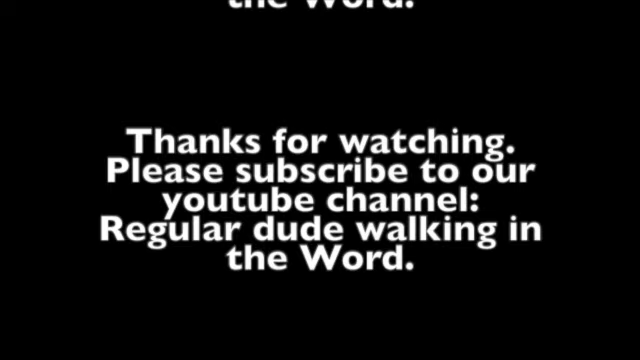 the Word.
Thanks for watching.
Please subscribe to our
youtube channel:
Regular dude walking in
the Word.